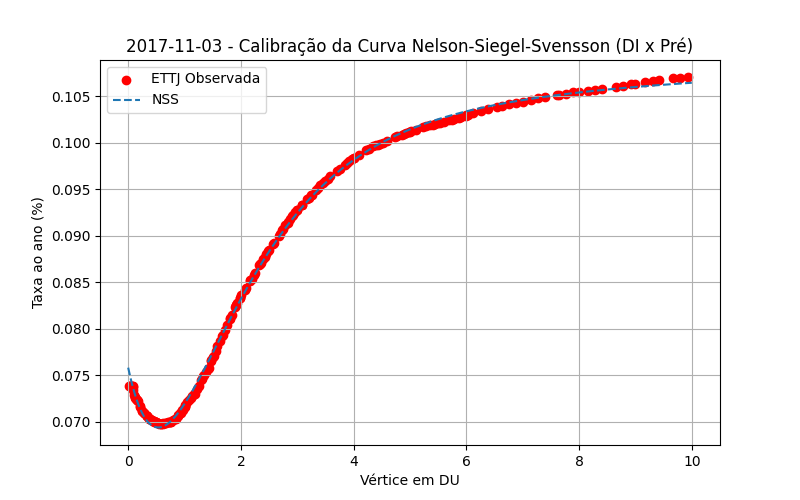 2017-11-03 - Calibração da Curva Nelson-Siegel-Svensson (DI x Pré)
ETTJ Observada
NSS
Taxa ao ano (%)
0.105
0.100
0.095
0.090
0.085
0.080
0.075
0.070
0 2 4 6 8 10
Vértice em DU